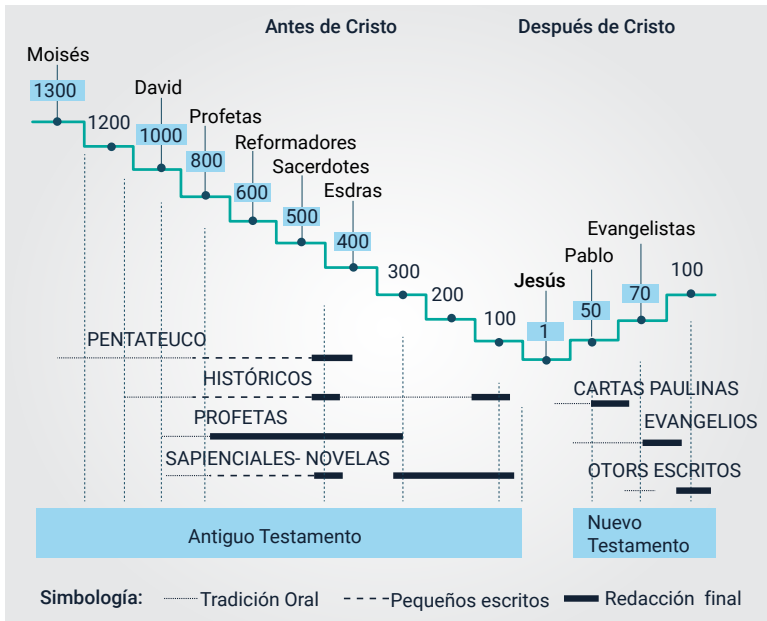 Antes de Cristo
Después de Cristo
Moisés
1300
1200
David
1000
Profetas
800
Reformadores
600
Sacerdotes
500
Esdras
400
300
200
100
Jesús
1
Pablo
50
Evangelistas
70
100
PENTATEUCO
HISTÓRICOS
PROFETAS
SAPIENCIALES- NOVELAS
CARTAS PAULINAS
EVANGELIOS
OTORS ESCRITOS
Antiguo Testamento
Nuevo
Testamento
Simbología:
Tradición Oral
Pequeños escritos
Redacción final